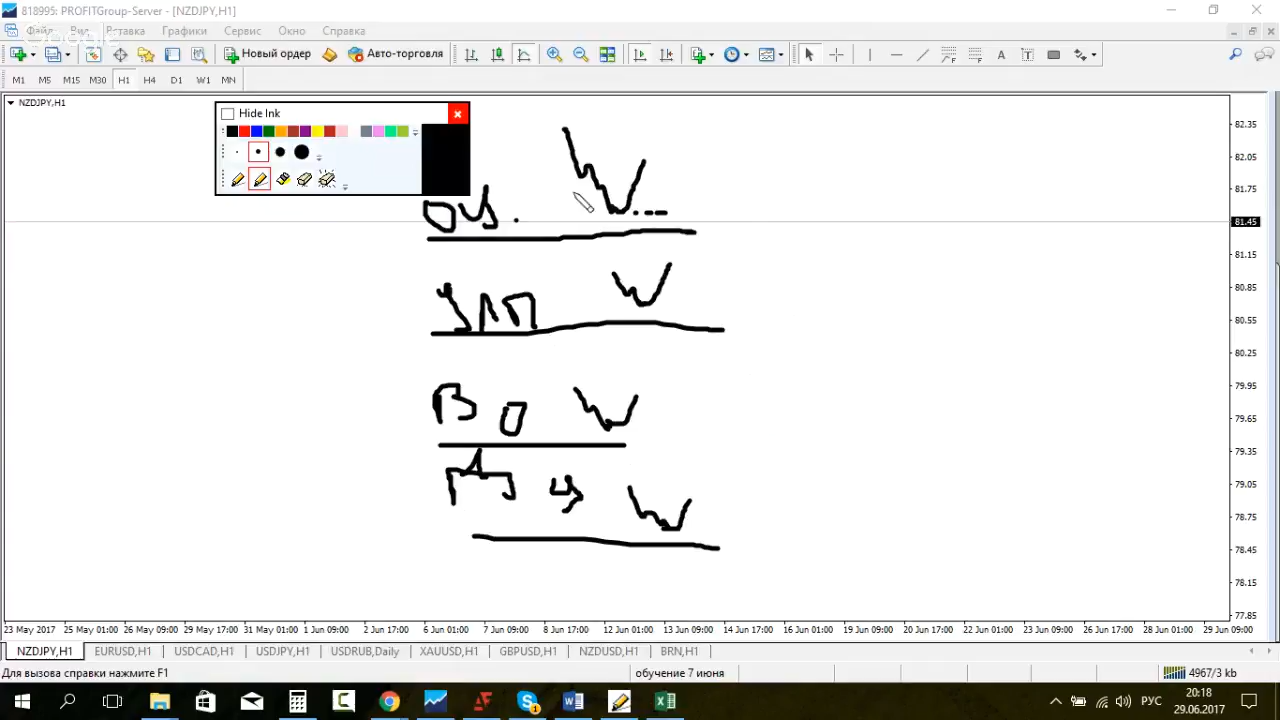 818995: PROFITGroup-Server - [NZDJPY,H1]
Файл Вид Вставка Графики Сервис Окно Справка
Новый ордер Авто-торговля
M1 M5 M15 M30 H1 H4 D1 W1 MN
NZDJPY,H1
Hide Ink
82.35
82.05
81.75
81.45
81.15
80.85
80.55
80.25
79.95
79.65
79.35
79.05
78.75
78.45
78.15
77.85
23 May 2017 25 May 01:00 26 May 09:00 29 May 17:00 31 May 01:00 1 Jun 09:00 2 Jun 17:00 6 Jun 01:00 7 Jun 09:00 8 Jun 17:00 12 Jun 01:00 13 Jun 09:00 14 Jun 17:00 16 Jun 01:00 19 Jun 09:00 20 Jun 17:00 22 Jun 01:00 23 Jun 09:00 26 Jun 17:00 28 Jun 01:00 29 Jun 09:00
NZDJPY,H1 EURUSD,H1 USDCAD,H1 USDJPY,H1 USDRUB,Daily XAUUSD,H1 GBPUSD,H1 NZDUSD,H1 BRN,H1
Для вызова справки нажмите F1 обучение 7 июня 4967/3 kb
РУС 20:18
29.06.2017